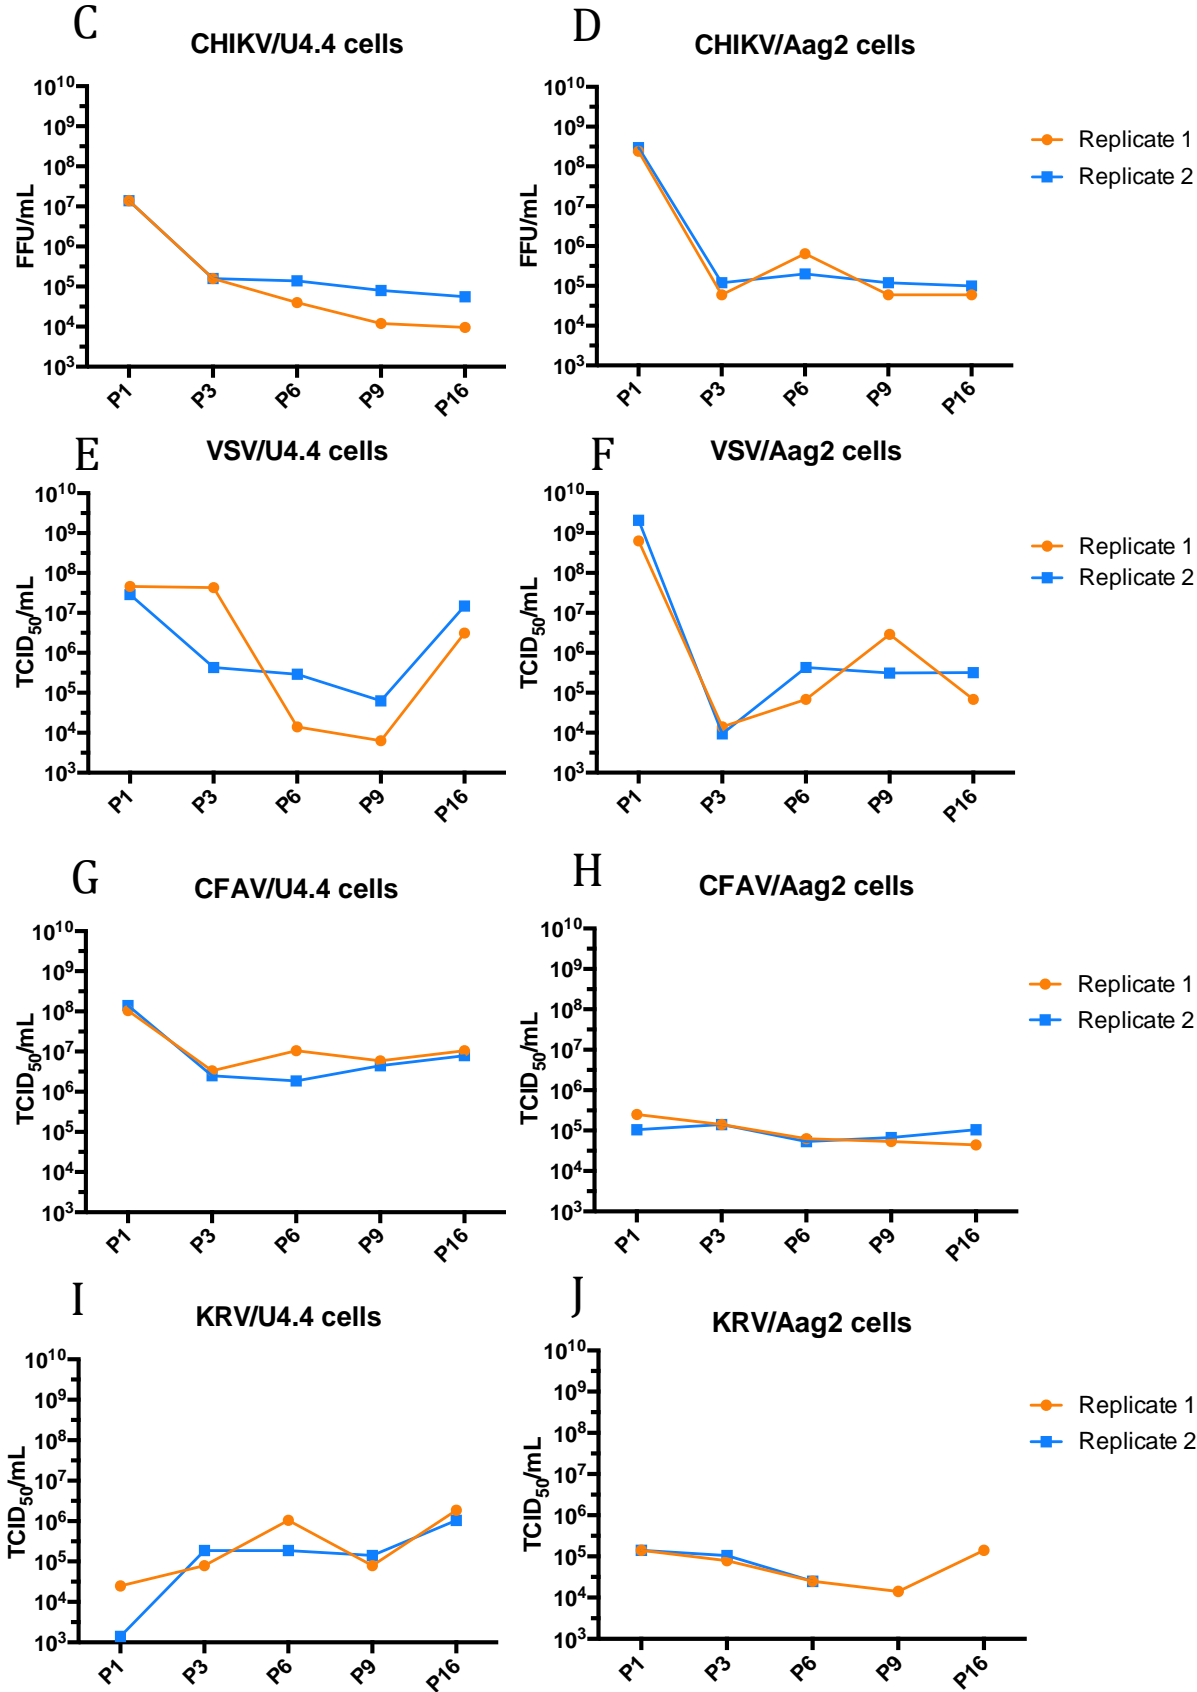 C
CHIKV/U4.4 cells
FFU/mL
10^10
10^9
10^8
10^7
10^6
10^5
10^4
10^3
P1 P3 P6 P9 P16
D
CHIKV/Aag2 cells
FFU/mL
10^10
10^9
10^8
10^7
10^6
10^5
10^4
10^3
P1 P3 P6 P9 P16
Replicate 1
Replicate 2
E
VSV/U4.4 cells
TCID50/mL
10^10
10^9
10^8
10^7
10^6
10^5
10^4
10^3
P1 P3 P6 P9 P16
F
VSV/Aag2 cells
TCID50/mL
10^10
10^9
10^8
10^7
10^6
10^5
10^4
10^3
P1 P3 P6 P9 P16
Replicate 1
Replicate 2
G
CFAV/U4.4 cells
TCID50/mL
10^10
10^9
10^8
10^7
10^6
10^5
10^4
10^3
P1 P3 P6 P9 P16
H
CFAV/Aag2 cells
TCID50/mL
10^10
10^9
10^8
10^7
10^6
10^5
10^4
10^3
P1 P3 P6 P9 P16
Replicate 1
Replicate 2
I
KRV/U4.4 cells
TCID50/mL
10^10
10^9
10^8
10^7
10^6
10^5
10^4
10^3
P1 P3 P6 P9 P16
J
KRV/Aag2 cells
TCID50/mL
10^10
10^9
10^8
10^7
10^6
10^5
10^4
10^3
P1 P3 P6 P9 P16
Replicate 1
Replicate 2